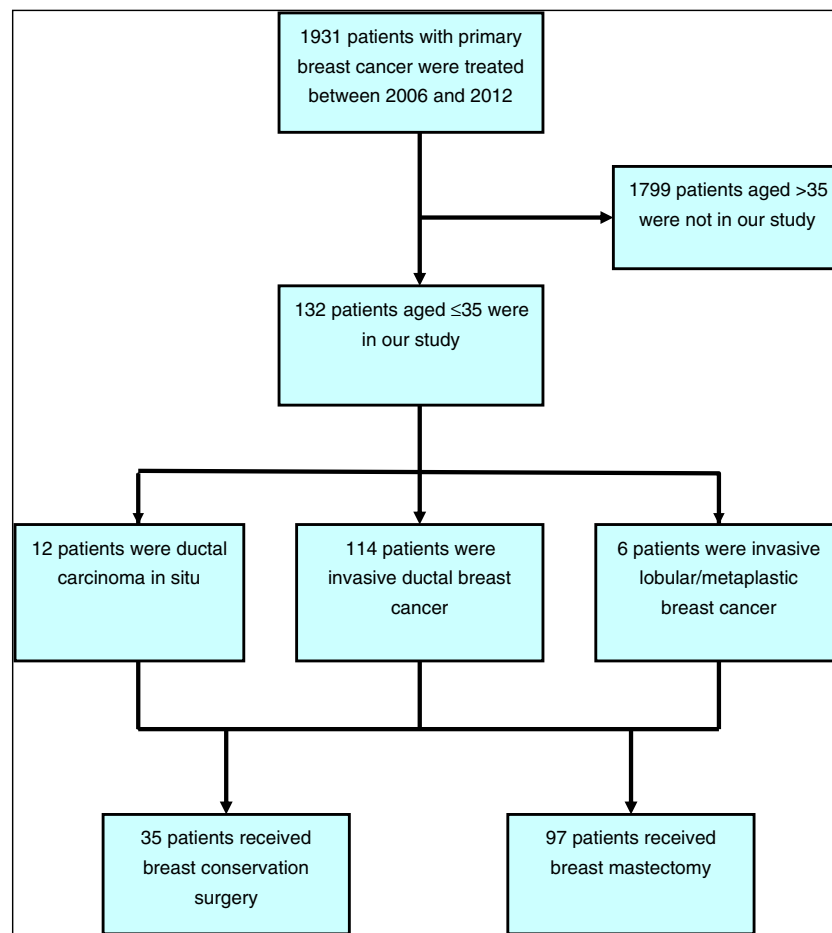 1931 patients with primary
breast cancer were treated
between 2006 and 2012
1799 patients aged >35
were not in our study
132 patients aged ≤35 were
in our study
12 patients were ductal
carcinoma in situ
114 patients were
invasive ductal breast
cancer
6 patients were invasive
lobular/metaplastic
breast cancer
35 patients received
breast conservation
surgery
97 patients received
breast mastectomy